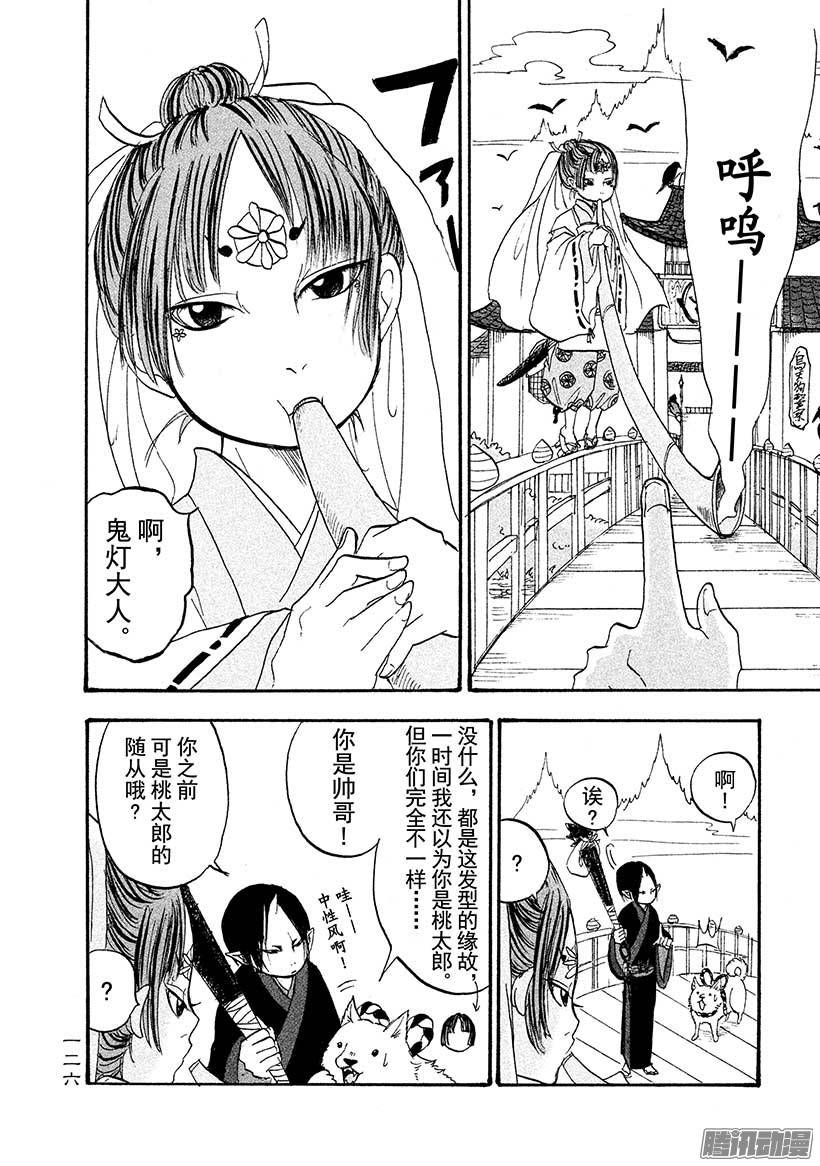 呼呜————
啊，
鬼灯大人。
啊！
诶？
？
没什么，都是这发型的缘故，
一时间我还以为你是桃太郎。
但你们完全不一样……
你是帅哥！
哇——
中性风啊！
你之前
可是桃太郎的
随从哦？
？
一二六
腾讯动漫